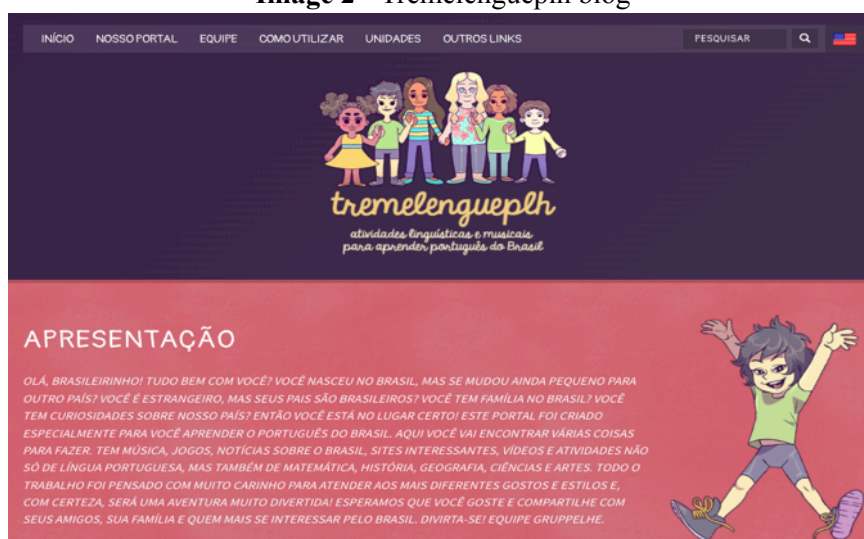 Image 2 – Tremelengueplh blog
INÍCIO NOSSO PORTAL EQUIPE COMO UTILIZAR UNIDADES OUTROS LINKS PESQUISAR
tremelengueplh
atividades linguísticas e musicais
para aprender português do Brasil
APRESENTAÇÃO
OLÁ, BRASILEIRINHO! TUDO BEM COM VOCÊ? VOCÊ NASCEU NO BRASIL, MAS SE MUDOU AINDA PEQUENO PARA
OUTRO PAÍS? VOCÊ É ESTRANGEIRO, MAS SEUS PAIS SÃO BRASILEIROS? VOCÊ TEM FAMÍLIA NO BRASIL? VOCÊ
TEM CURIOSIDADES SOBRE NOSSO PAÍS? ENTÃO VOCÊ ESTÁ NO LUGAR CERTO! ESTE PORTAL FOI CRIADO
ESPECIALMENTE PARA VOCÊ APRENDER O PORTUGUÊS DO BRASIL. AQUI VOCÊ VAI ENCONTRAR VÁRIAS COISAS
PARA FAZER. TEM MÚSICA, JOGOS, NOTÍCIAS SOBRE O BRASIL, SITES INTERESSANTES, VÍDEOS E ATIVIDADES NÃO
SÓ DE LÍNGUA PORTUGUESA, MAS TAMBÉM DE MATEMÁTICA, HISTÓRIA, GEOGRAFIA, CIÊNCIAS E ARTES. TODO O
TRABALHO FOI PENSADO COM MUITO CARINHO PARA ATENDER AOS MAIS DIFERENTES GOSTOS E ESTILOS E,
COM CERTEZA, SERÁ UMA AVENTURA MUITO DIVERTIDA! ESPERAMOS QUE VOCÊ GOSTE E COMPARTILHE COM
SEUS AMIGOS, SUA FAMÍLIA E QUEM MAIS SE INTERESSAR PELO BRASIL. DIVIRTA-SE! EQUIPE GRUPPELHE.